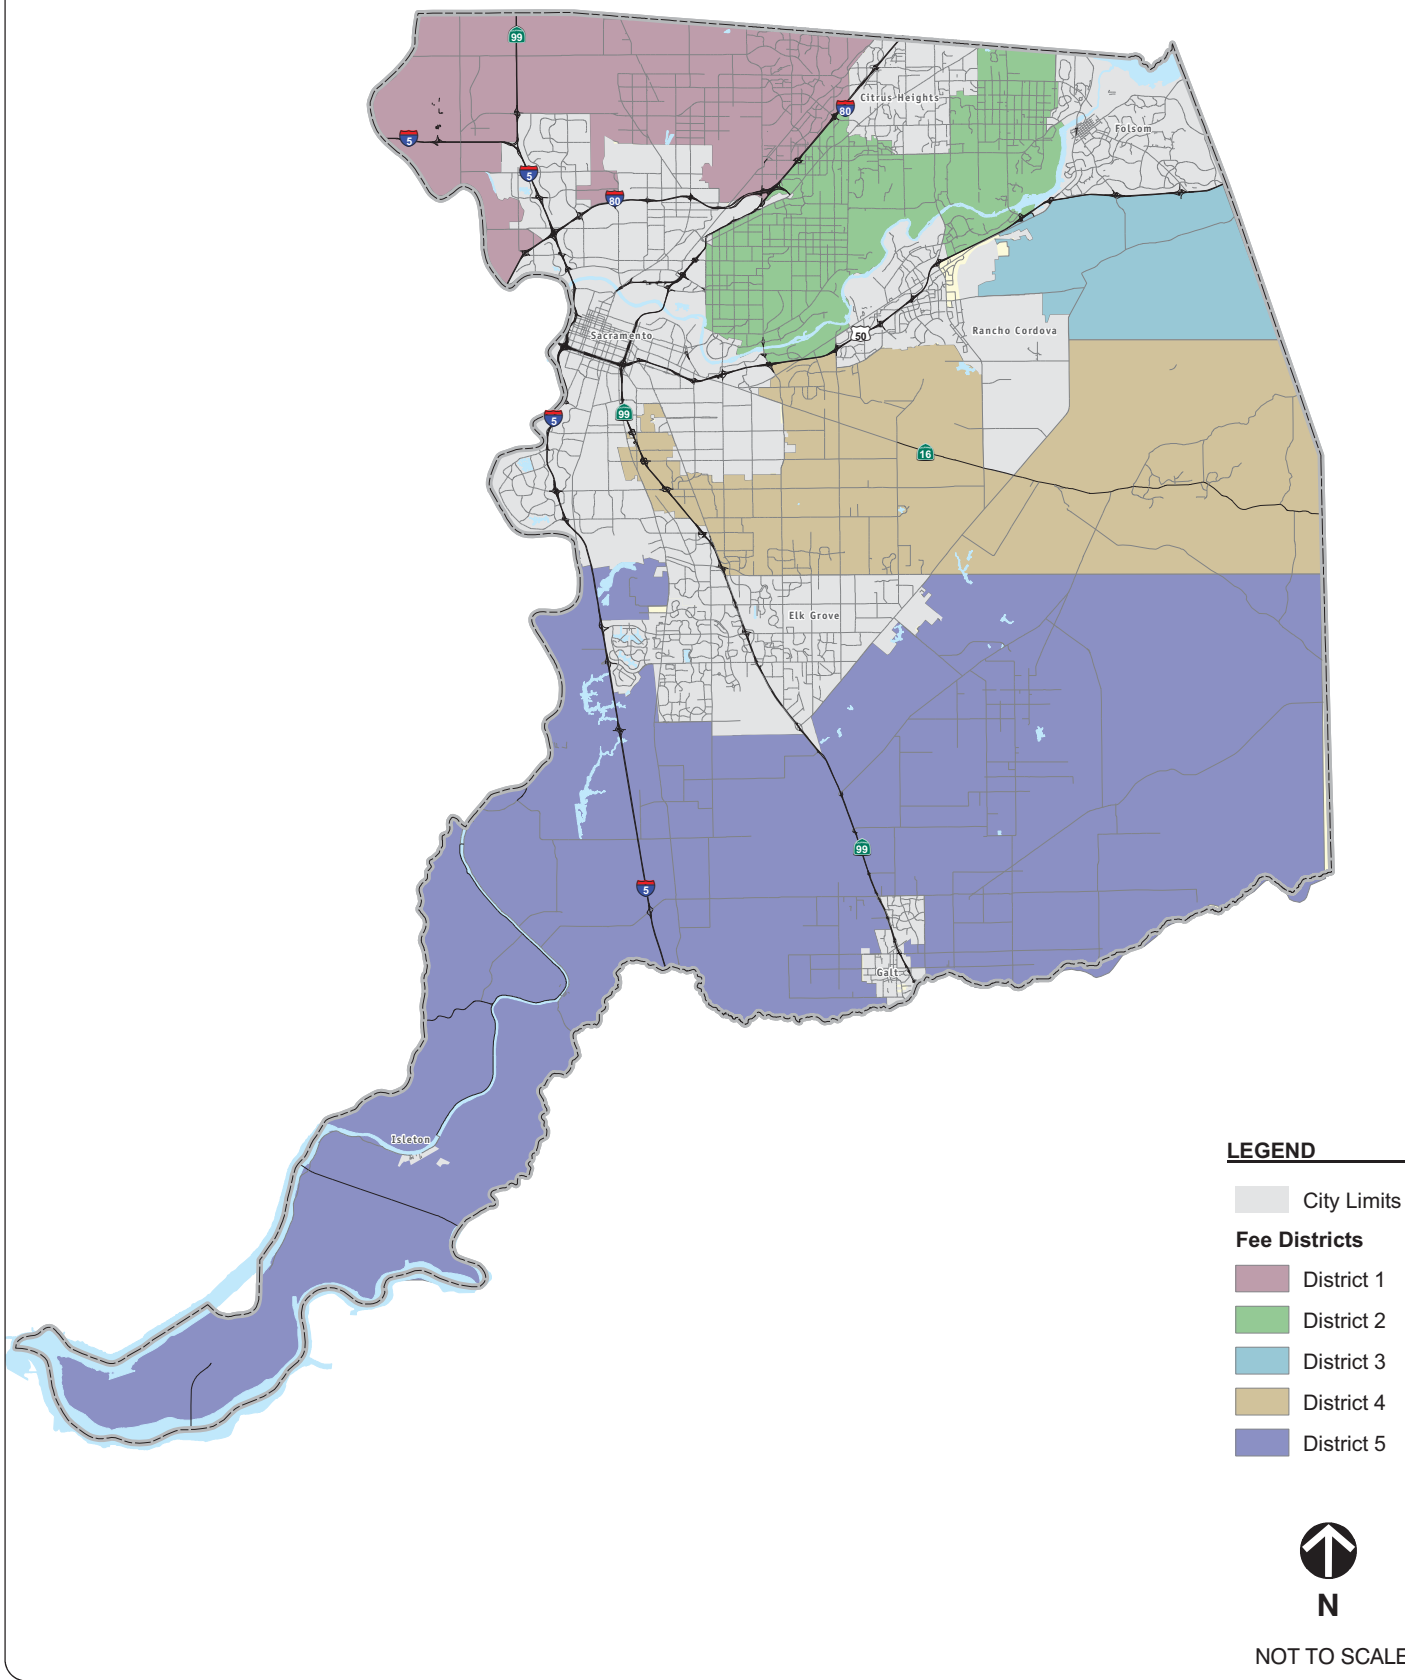 99
Citrus Heights
80
Folsom
5
5
80
Sacramento
50
Rancho Cordova
99
5
16
Elk Grove
99
5
Galt
Isleton
LEGEND
City Limits
Fee Districts
District 1
District 2
District 3
District 4
District 5
N
NOT TO SCALE